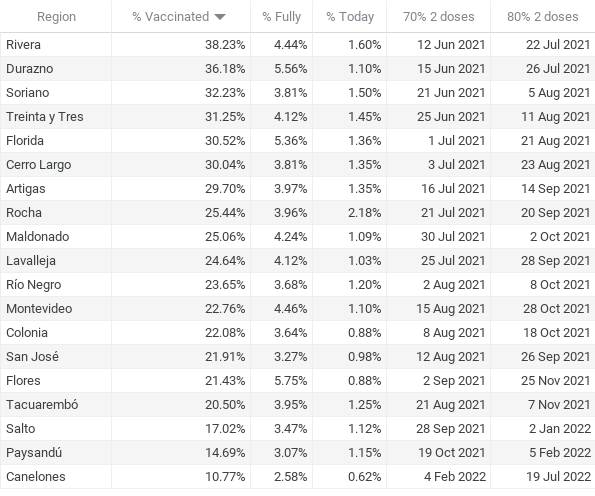 Region % Vaccinated % Fully % Today 70% 2 doses 80% 2 doses
Rivera 38.23% 4.44% 1.60% 12 Jun 2021 22 Jul 2021
Durazno 36.18% 5.56% 1.10% 15 Jun 2021 26 Jul 2021
Soriano 32.23% 3.81% 1.50% 21 Jun 2021 5 Aug 2021
Treinta y Tres 31.25% 4.12% 1.45% 25 Jun 2021 11 Aug 2021
Florida 30.52% 5.36% 1.36% 1 Jul 2021 21 Aug 2021
Cerro Largo 30.04% 3.81% 1.35% 3 Jul 2021 23 Aug 2021
Artigas 29.70% 3.97% 1.35% 16 Jul 2021 14 Sep 2021
Rocha 25.44% 3.96% 2.18% 21 Jul 2021 20 Sep 2021
Maldonado 25.06% 4.24% 1.09% 30 Jul 2021 2 Oct 2021
Lavalleja 24.64% 4.12% 1.03% 25 Jul 2021 28 Sep 2021
Río Negro 23.65% 3.68% 1.20% 2 Aug 2021 8 Oct 2021
Montevideo 22.76% 4.46% 1.10% 15 Aug 2021 28 Oct 2021
Colonia 22.08% 3.64% 0.88% 8 Aug 2021 18 Oct 2021
San José 21.91% 3.27% 0.98% 12 Aug 2021 26 Sep 2021
Flores 21.43% 5.75% 0.88% 2 Sep 2021 25 Nov 2021
Tacuarembó 20.50% 3.95% 1.25% 21 Aug 2021 7 Nov 2021
Salto 17.02% 3.47% 1.12% 28 Sep 2021 2 Jan 2022
Paysandú 14.69% 3.07% 1.15% 19 Oct 2021 5 Feb 2022
Canelones 10.77% 2.58% 0.62% 4 Feb 2022 19 Jul 2022